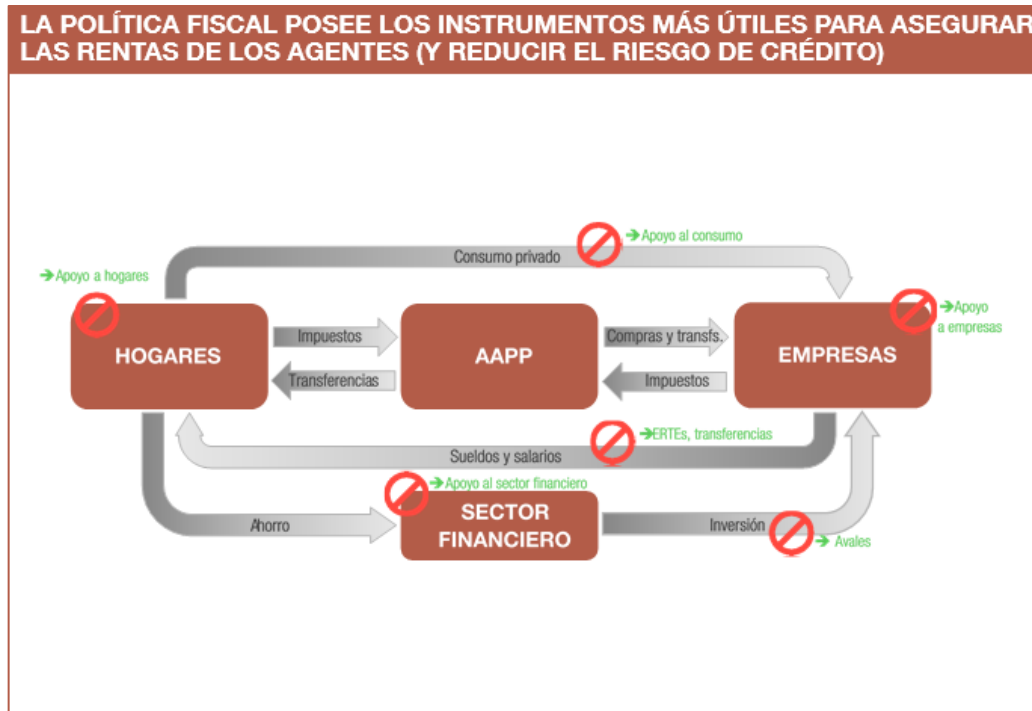 LA POLÍTICA FISCAL POSEE LOS INSTRUMENTOS MÁS ÚTILES PARA ASEGURAR
LAS RENTAS DE LOS AGENTES (Y REDUCIR EL RIESGO DE CRÉDITO)
➔Apoyo al consumo
Consumo privado
➔Apoyo a hogares
➔Apoyo
a empresas
HOGARES
Impuestos
Transferencias
AAPP
Compras y transfs.
Impuestos
EMPRESAS
➔ERTEs, transferencias
Sueldos y salarios
➔Apoyo al sector financiero
SECTOR
FINANCIERO
Ahorro
Inversión
➔ Avales